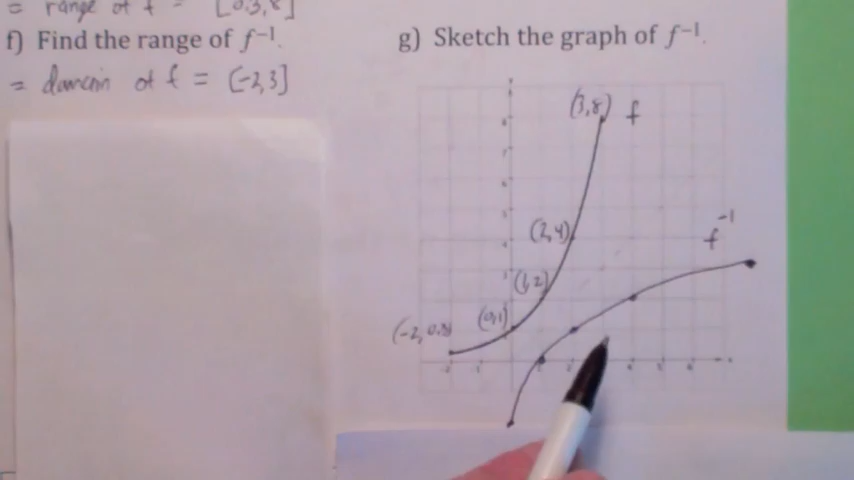 = range of f = [0.3, 8]
f) Find the range of f⁻¹.
= domain of f = [-2,3]
g) Sketch the graph of f⁻¹.
(3,8) f
(2,4)
f⁻¹
(1,2)
(0,1)
(-2, 0.3)